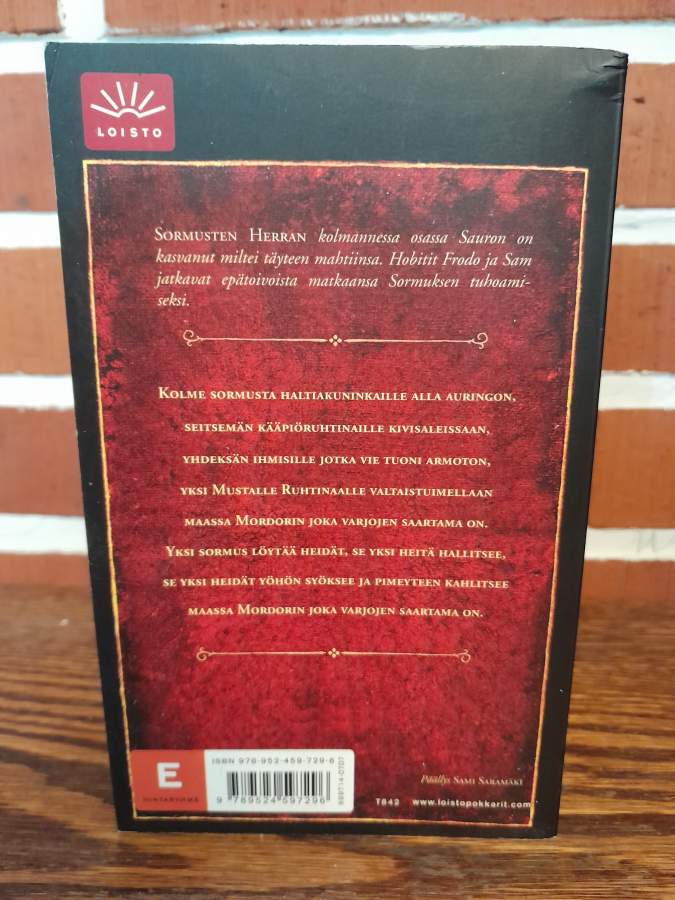 LOISTO
SORMUSTEN HERRAN kolmannessa osassa Sauron on
kasvanut miltei täyteen mahtiinsa. Hobitit Frodo ja Sam
jatkavat epätoivoista matkaansa Sormuksen tuhoami-
seksi.
KOLME SORMUSTA HALTIAKUNINKAILLE ALLA AURINGON,
SEITSEMÄN KÄÄPIÖRUHTINAILLE KIVISALEISSAAN,
YHDEKSÄN IHMISILLE JOTKA VIE TUONI ARMOTON,
YKSI MUSTALLE RUHTINAALLE VALTAISTUIMELLAAN
MAASSA MORDORIN JOKA VARJOJEN SAARTAMA ON.
YKSI SORMUS LÖYTÄÄ HEIDÄT, SE YKSI HEITÄ HALLITSEE,
SE YKSI HEIDÄT YÖHÖN SYÖKSEE JA PIMEYTEEN KAHLITSEE
MAASSA MORDORIN JOKA VARJOJEN SAARTAMA ON.
E
ISBN 978-952-459-729-6
9 789524 597296
Päällys SAMI SARAMÄKI
T842 www.loistopokkarit.com